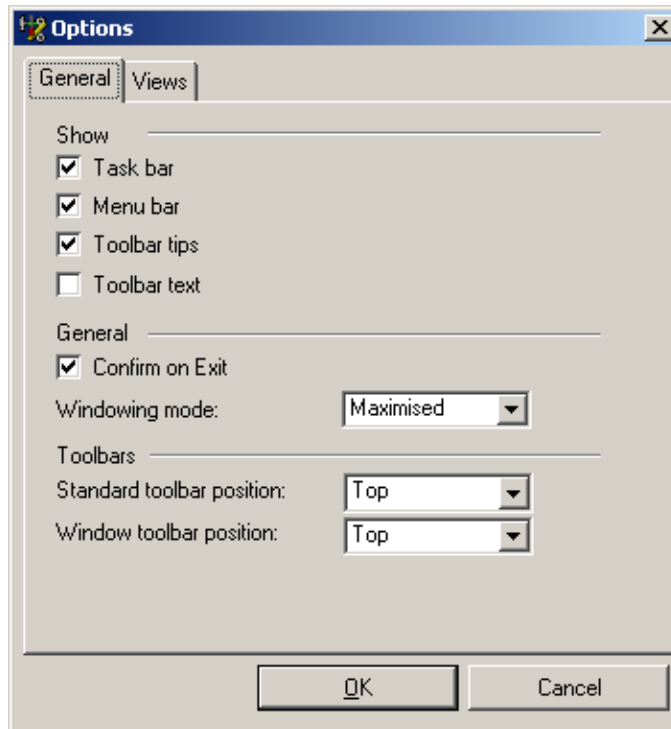 Options
General Views
Show
Task bar
Menu bar
Toolbar tips
Toolbar text
General
Confirm on Exit
Windowing mode: Maximised
Toolbars
Standard toolbar position: Top
Window toolbar position: Top
OK Cancel